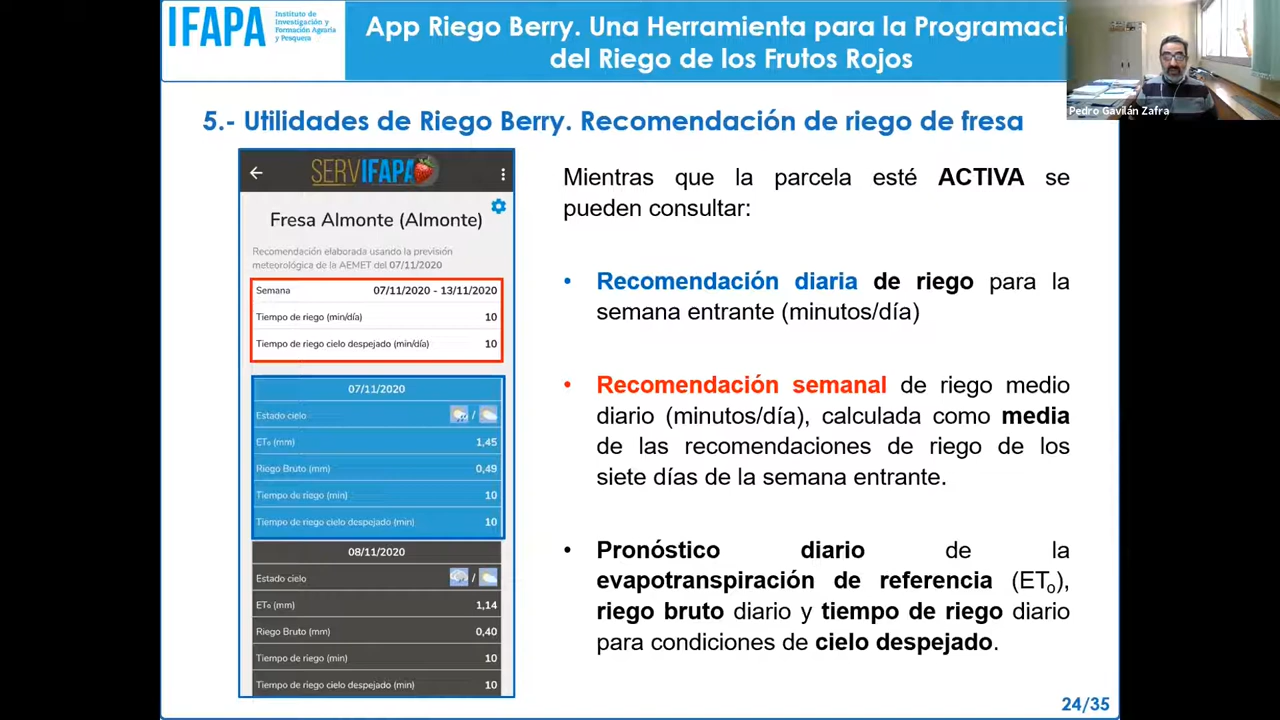 IFAPA
Instituto de
Investigación y
Formación Agraria
y Pesquera
App Riego Berry. Una Herramienta para la Programaci
del Riego de los Frutos Rojos
Pedro Gavilán Zafra
5.- Utilidades de Riego Berry. Recomendación de riego de fresa
SERVIFAPA
Fresa Almonte (Almonte)
Recomendación elaborada usando la previsión
meteorológica de la AEMET del 07/11/2020
Semana 07/11/2020 - 13/11/2020
Tiempo de riego (min/día) 10
Tiempo de riego cielo despejado (min/día) 10
07/11/2020
Estado cielo /
ET₀ (mm) 1,45
Riego Bruto (mm) 0,49
Tiempo de riego (min) 10
Tiempo de riego cielo despejado (min) 10
08/11/2020
Estado cielo /
ET₀ (mm) 1,14
Riego Bruto (mm) 0,40
Tiempo de riego (min) 10
Tiempo de riego cielo despejado (min) 10
Mientras que la parcela esté ACTIVA se
pueden consultar:
• Recomendación diaria de riego para la
semana entrante (minutos/día)
• Recomendación semanal de riego medio
diario (minutos/día), calculada como media
de las recomendaciones de riego de los
siete días de la semana entrante.
• Pronóstico diario de la
evapotranspiración de referencia (ET₀),
riego bruto diario y tiempo de riego diario
para condiciones de cielo despejado.
24/35